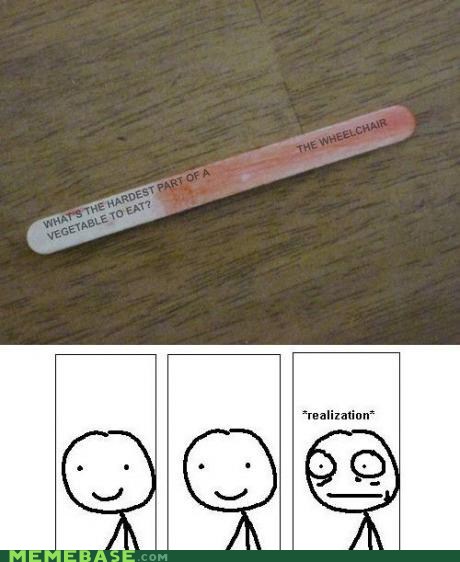 WHAT'S THE HARDEST PART OF A
VEGETABLE TO EAT?
THE WHEELCHAIR
*realization*
MEMEBASE.COM